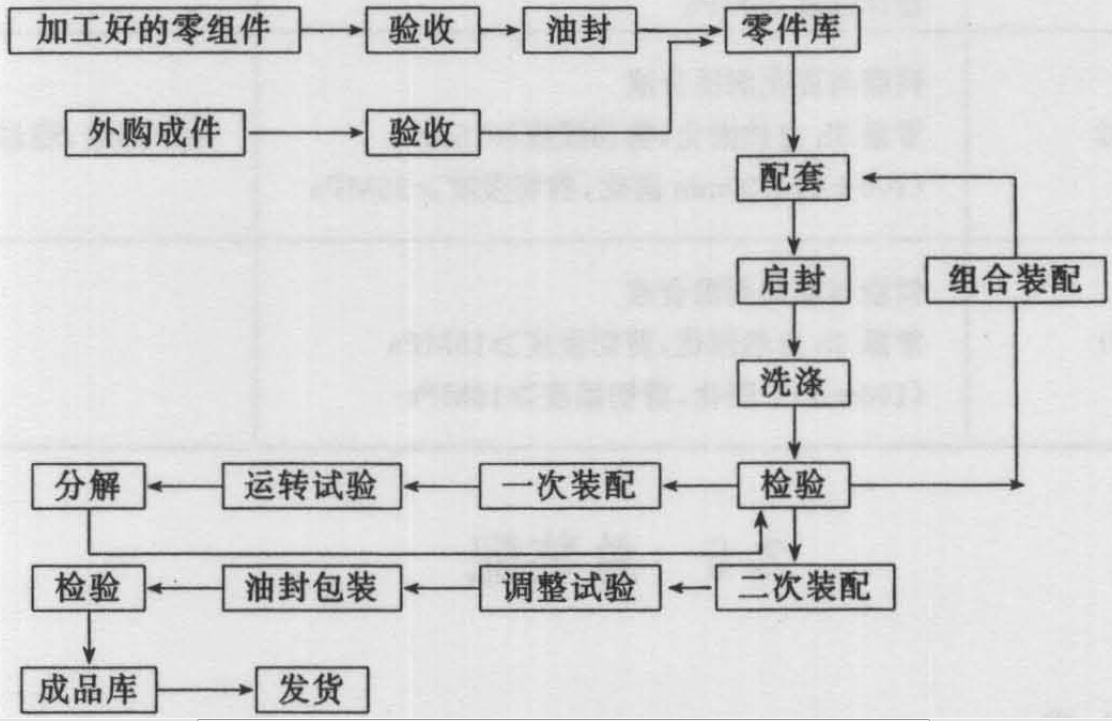 加工好的零组件
验收
油封
零件库
外购成件
验收
配套
启封
组合装配
洗涤
分解
运转试验
一次装配
检验
检验
油封包装
调整试验
二次装配
成品库
发货